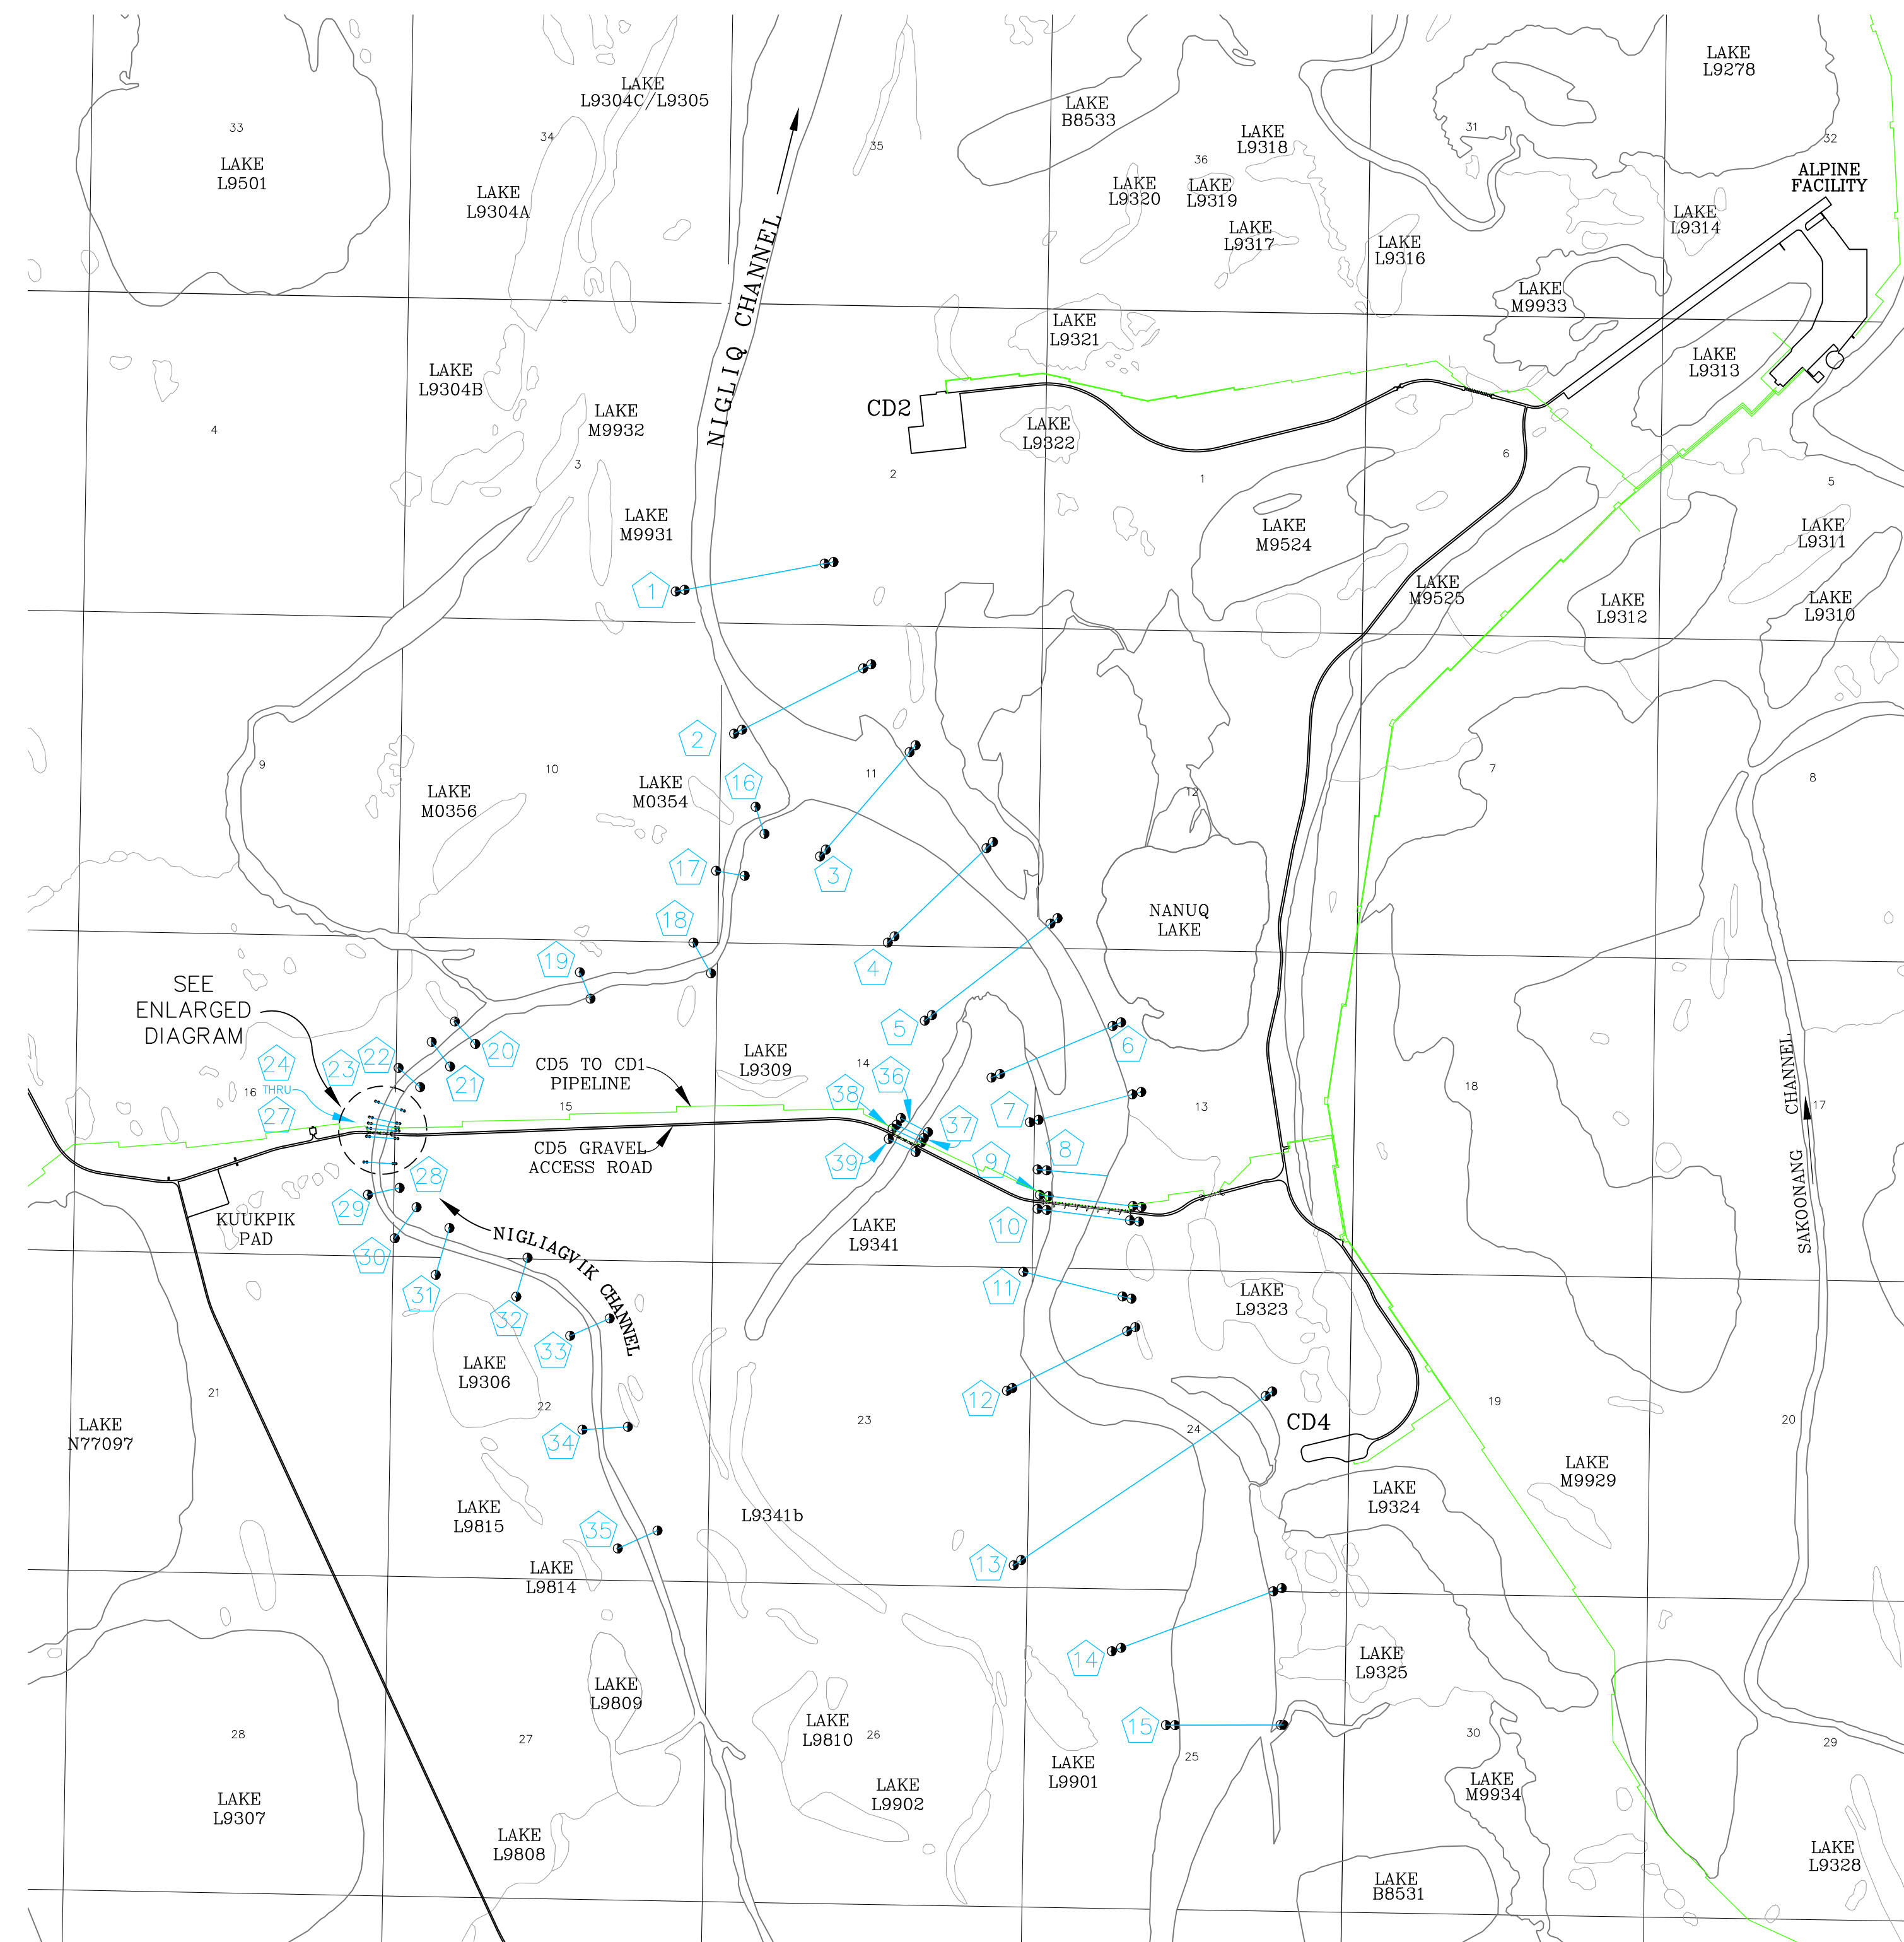 LAKE
L9278
LAKE
L9304C/L9305
LAKE
B8533
33
34
35
36
31
32
LAKE
L9318
LAKE
L9501
LAKE
L9304A
LAKE
L9320
LAKE
L9319
LAKE
L9317
LAKE
L9316
LAKE
L9314
ALPINE
FACILITY
NIGLIQ CHANNEL
LAKE
M9933
LAKE
L9321
LAKE
L9313
LAKE
L9304B
LAKE
M9932
CD2
LAKE
L9322
4
3
2
1
6
5
LAKE
M9931
LAKE
M9524
LAKE
L9311
LAKE
M9525
LAKE
L9312
LAKE
L9310
1
2
16
9
10
11
12
7
8
LAKE
M0356
LAKE
M0354
17
3
18
NANUQ
LAKE
19
4
SEE
ENLARGED
DIAGRAM
5
6
20
21
22
23
24
THRU
27
16
15
14
13
18
17
CD5 TO CD1
PIPELINE
LAKE
L9309
36
38
37
39
7
8
9
10
CD5 GRAVEL
ACCESS ROAD
SAKOONANG CHANNEL
28
29
30
KUUKPIK
PAD
NIGLIAGVIK CHANNEL
LAKE
L9341
31
32
33
11
LAKE
L9323
LAKE
L9306
12
21
22
23
24
19
20
LAKE
N77097
34
CD4
LAKE
M9929
LAKE
L9324
LAKE
L9815
L9341b
35
13
LAKE
L9814
14
LAKE
L9325
LAKE
L9809
LAKE
L9810
15
28
27
26
25
30
29
LAKE
L9901
LAKE
M9934
LAKE
L9307
LAKE
L9902
LAKE
L9808
LAKE
L9328
LAKE
B8531